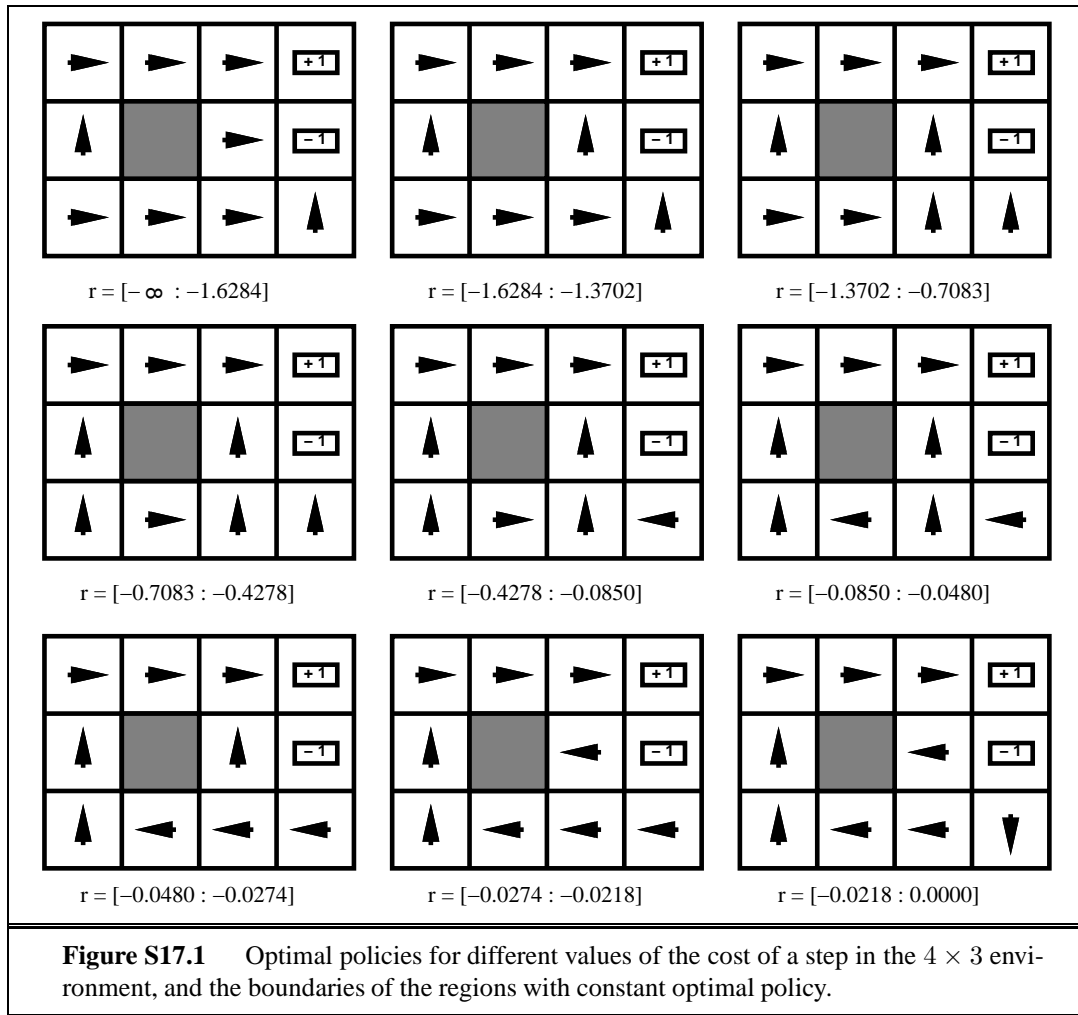 +1 +1 +1
−1 −1 −1
r = [−∞ : −1.6284] r = [−1.6284 : −1.3702] r = [−1.3702 : −0.7083]
+1 +1 +1
−1 −1 −1
r = [−0.7083 : −0.4278] r = [−0.4278 : −0.0850] r = [−0.0850 : −0.0480]
+1 +1 +1
−1 −1 −1
r = [−0.0480 : −0.0274] r = [−0.0274 : −0.0218] r = [−0.0218 : 0.0000]
Figure S17.1 Optimal policies for different values of the cost of a step in the 4 × 3 envi-
ronment, and the boundaries of the regions with constant optimal policy.